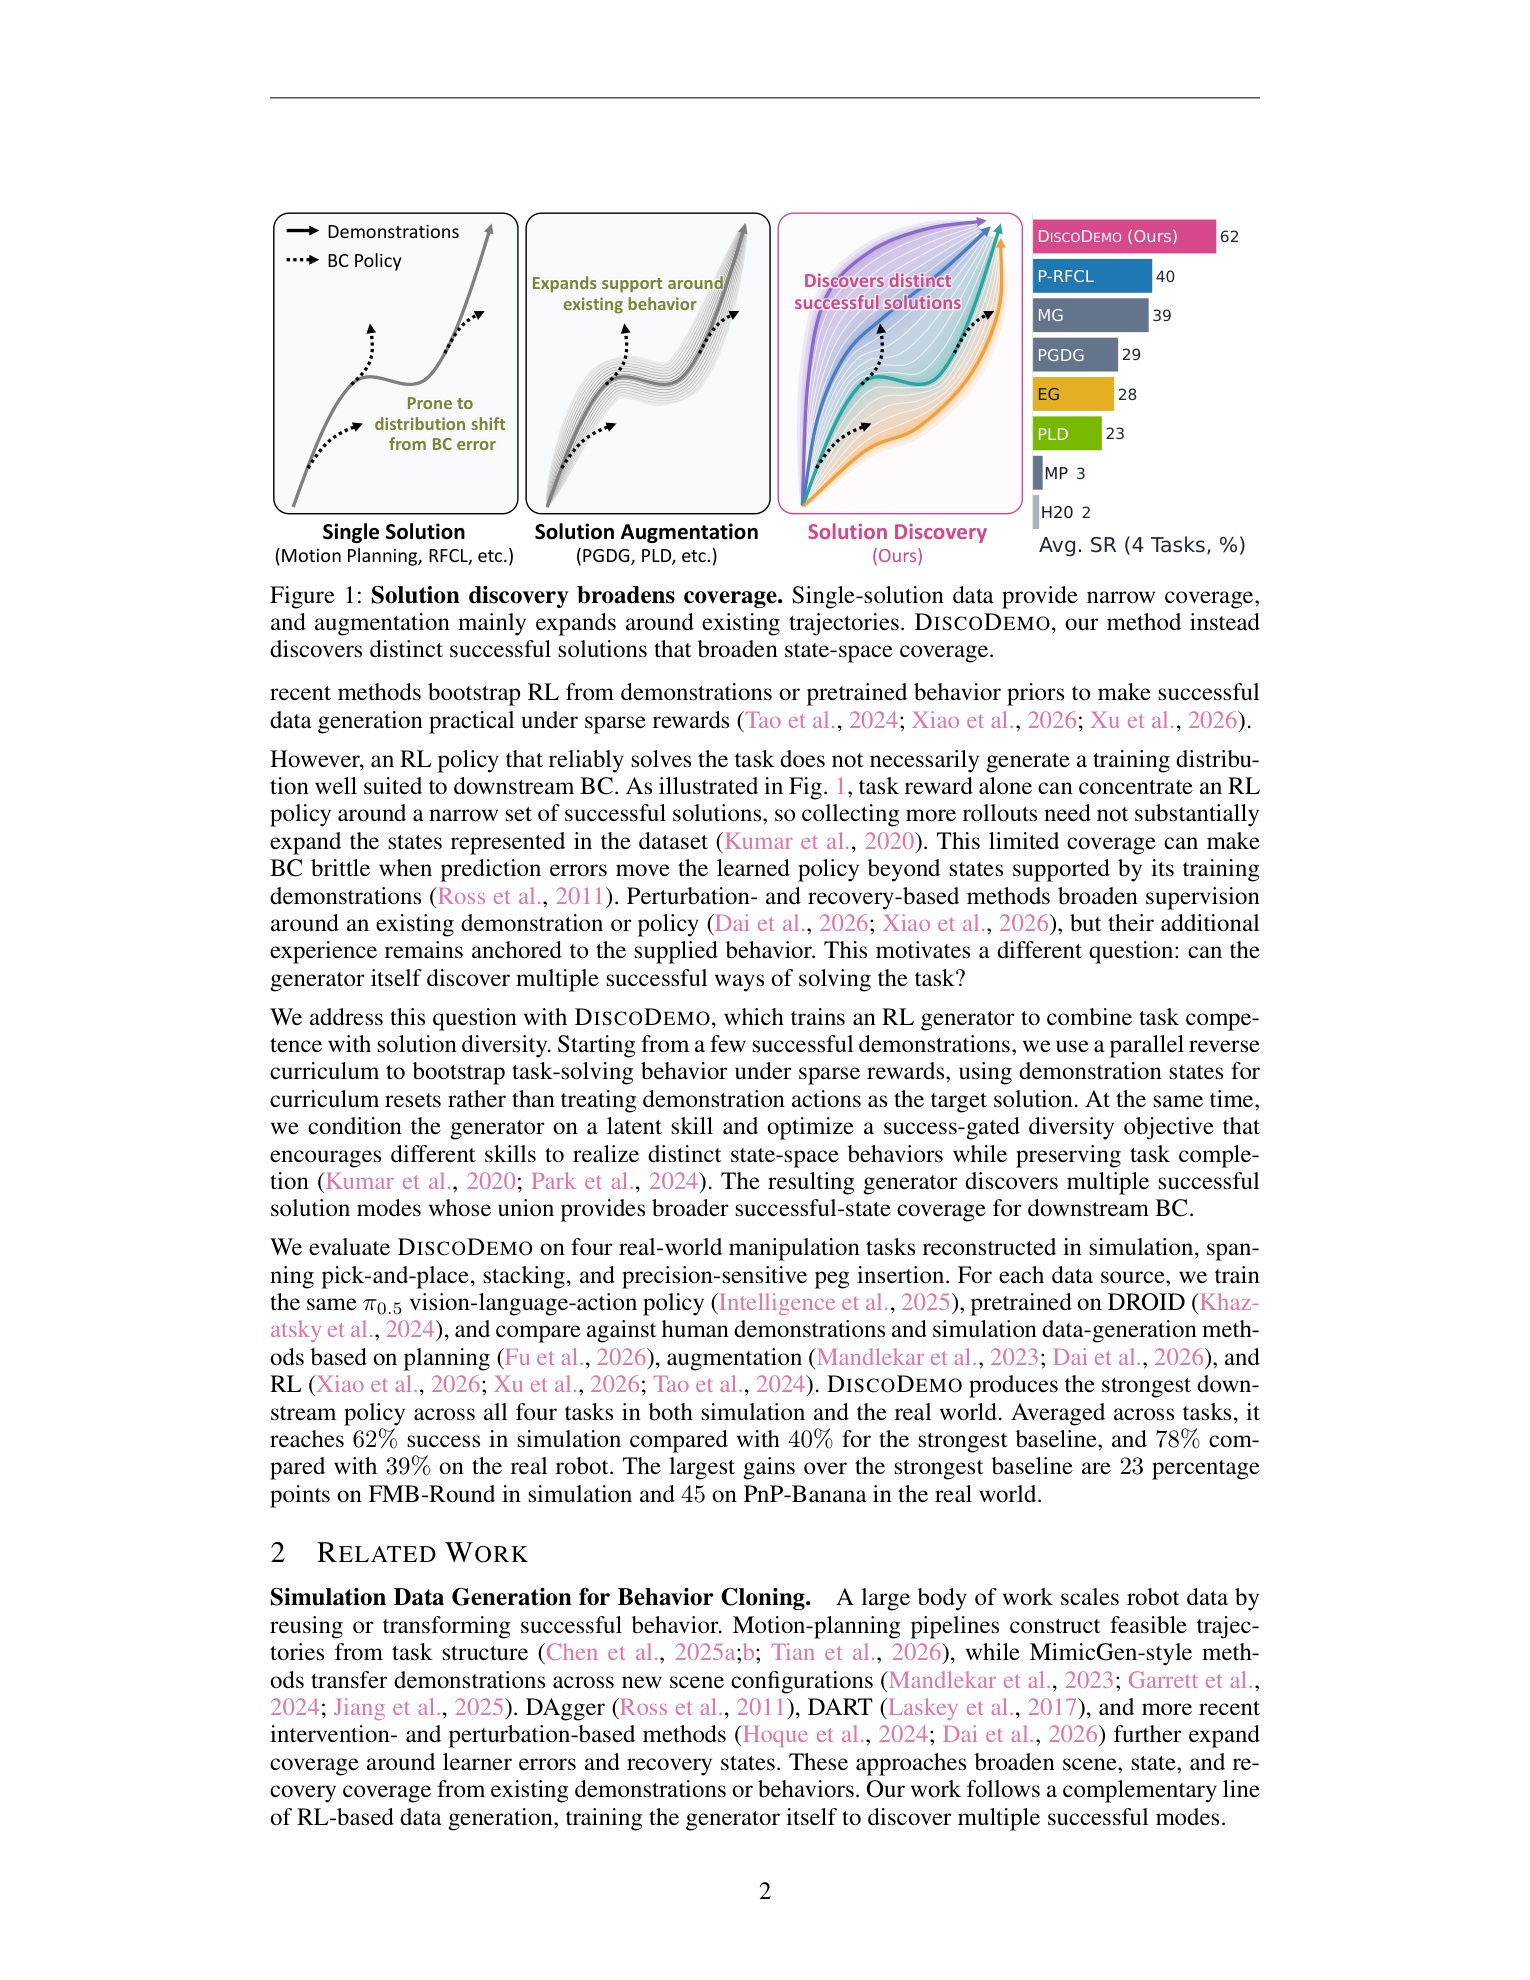 Demonstrations
BC Policy
Prone to
distribution shift
from BC error
Single Solution
(Motion Planning, RFCL, etc.)
Expands support around
existing behavior
Solution Augmentation
(PGDG, PLD, etc.)
Discovers distinct
successful solutions
Solution Discovery
(Ours)
DISCODEMO (Ours) 62
P-RFCL 40
MG 39
PGDG 29
EG 28
PLD 23
MP 3
H20 2
Avg. SR (4 Tasks, %)
Figure 1: Solution discovery broadens coverage. Single-solution data provide narrow coverage,
and augmentation mainly expands around existing trajectories. DISCODEMO, our method instead
discovers distinct successful solutions that broaden state-space coverage.
recent methods bootstrap RL from demonstrations or pretrained behavior priors to make successful
data generation practical under sparse rewards (Tao et al., 2024; Xiao et al., 2026; Xu et al., 2026).
However, an RL policy that reliably solves the task does not necessarily generate a training distribu-
tion well suited to downstream BC. As illustrated in Fig. 1, task reward alone can concentrate an RL
policy around a narrow set of successful solutions, so collecting more rollouts need not substantially
expand the states represented in the dataset (Kumar et al., 2020). This limited coverage can make
BC brittle when prediction errors move the learned policy beyond states supported by its training
demonstrations (Ross et al., 2011). Perturbation- and recovery-based methods broaden supervision
around an existing demonstration or policy (Dai et al., 2026; Xiao et al., 2026), but their additional
experience remains anchored to the supplied behavior. This motivates a different question: can the
generator itself discover multiple successful ways of solving the task?
We address this question with DISCODEMO, which trains an RL generator to combine task compe-
tence with solution diversity. Starting from a few successful demonstrations, we use a parallel reverse
curriculum to bootstrap task-solving behavior under sparse rewards, using demonstration states for
curriculum resets rather than treating demonstration actions as the target solution. At the same time,
we condition the generator on a latent skill and optimize a success-gated diversity objective that
encourages different skills to realize distinct state-space behaviors while preserving task comple-
tion (Kumar et al., 2020; Park et al., 2024). The resulting generator discovers multiple successful
solution modes whose union provides broader successful-state coverage for downstream BC.
We evaluate DISCODEMO on four real-world manipulation tasks reconstructed in simulation, span-
ning pick-and-place, stacking, and precision-sensitive peg insertion. For each data source, we train
the same π0.5 vision-language-action policy (Intelligence et al., 2025), pretrained on DROID (Khaz-
atsky et al., 2024), and compare against human demonstrations and simulation data-generation meth-
ods based on planning (Fu et al., 2026), augmentation (Mandlekar et al., 2023; Dai et al., 2026), and
RL (Xiao et al., 2026; Xu et al., 2026; Tao et al., 2024). DISCODEMO produces the strongest down-
stream policy across all four tasks in both simulation and the real world. Averaged across tasks, it
reaches 62% success in simulation compared with 40% for the strongest baseline, and 78% com-
pared with 39% on the real robot. The largest gains over the strongest baseline are 23 percentage
points on FMB-Round in simulation and 45 on PnP-Banana in the real world.
2 RELATED WORK
Simulation Data Generation for Behavior Cloning. A large body of work scales robot data by
reusing or transforming successful behavior. Motion-planning pipelines construct feasible trajec-
tories from task structure (Chen et al., 2025a;b; Tian et al., 2026), while MimicGen-style meth-
ods transfer demonstrations across new scene configurations (Mandlekar et al., 2023; Garrett et al.,
2024; Jiang et al., 2025). DAgger (Ross et al., 2011), DART (Laskey et al., 2017), and more recent
intervention- and perturbation-based methods (Hoque et al., 2024; Dai et al., 2026) further expand
coverage around learner errors and recovery states. These approaches broaden scene, state, and re-
covery coverage from existing demonstrations or behaviors. Our work follows a complementary line
of RL-based data generation, training the generator itself to discover multiple successful modes.
2